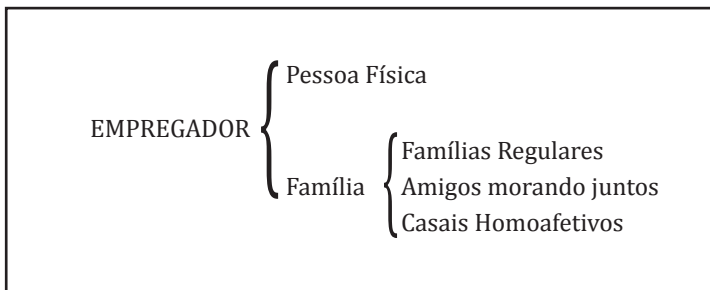 Pessoa Física
EMPREGADOR
Famílias Regulares
Família
Amigos morando juntos
Casais Homoafetivos